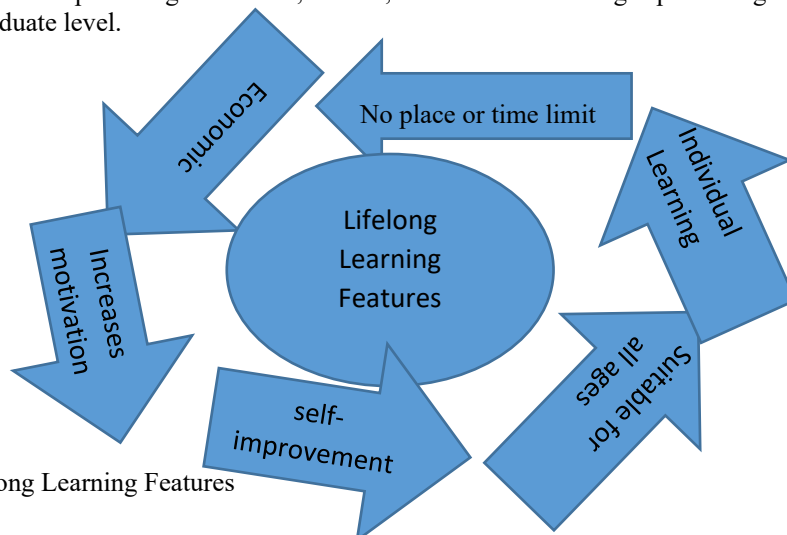 duate level.
No place or time limit
Economic
Individual
Learning
Lifelong
Learning
Features
Increases
motivation
Suitable for
all ages
self-
improvement
ong Learning Features